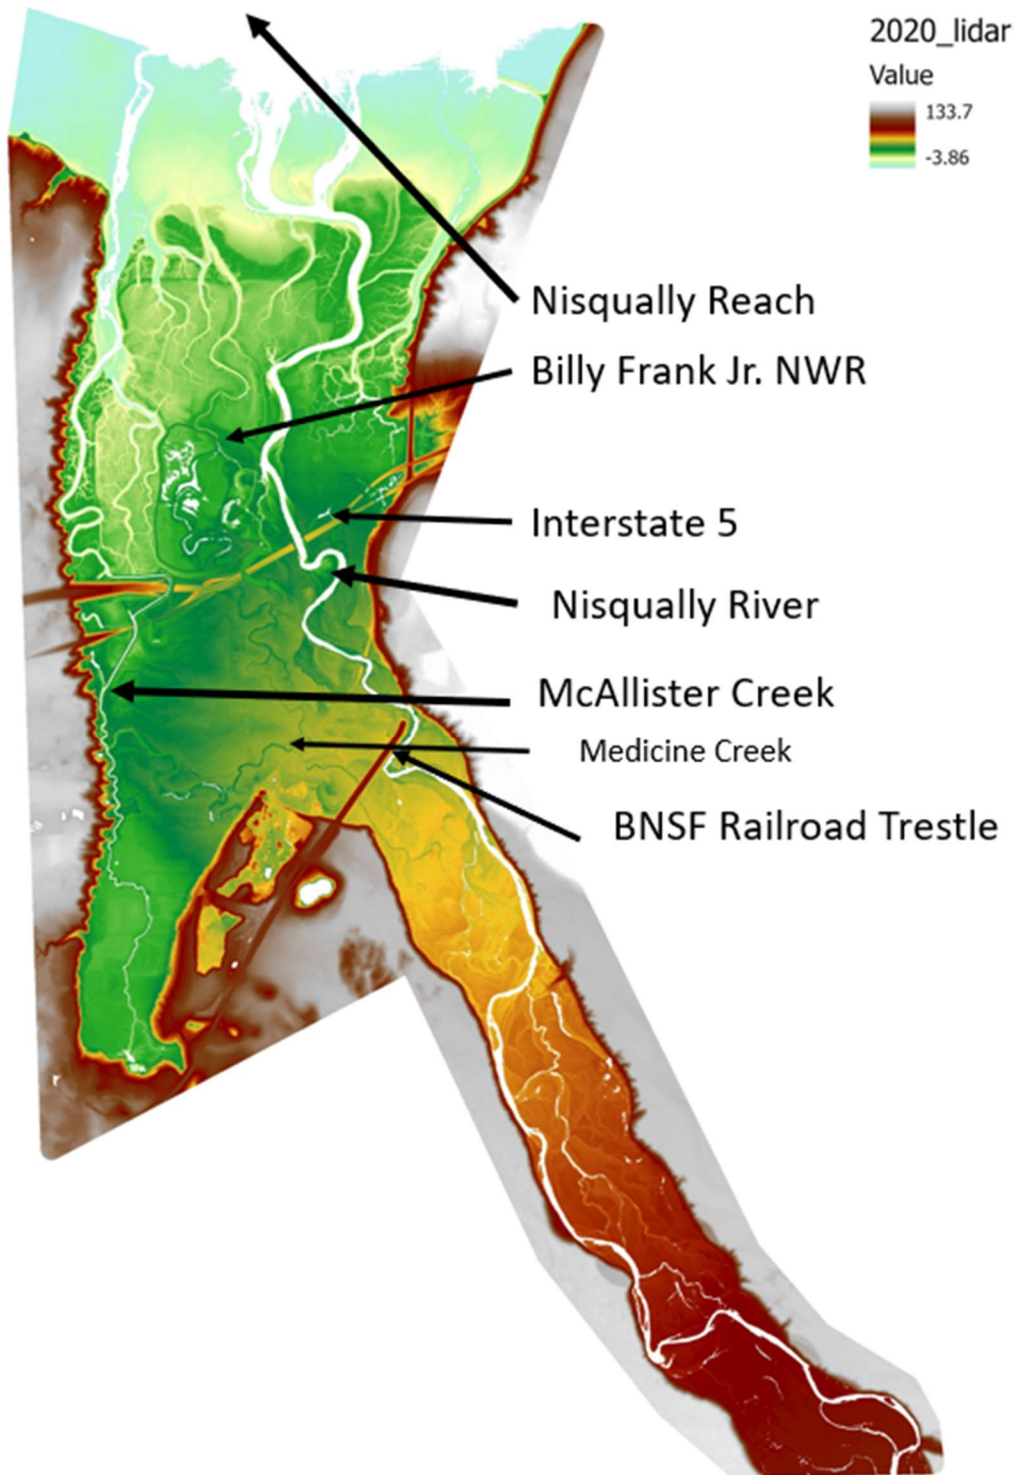 2020_lidar
Value
133.7
-3.86
Nisqually Reach
Billy Frank Jr. NWR
Interstate 5
Nisqually River
McAllister Creek
Medicine Creek
BNSF Railroad Trestle